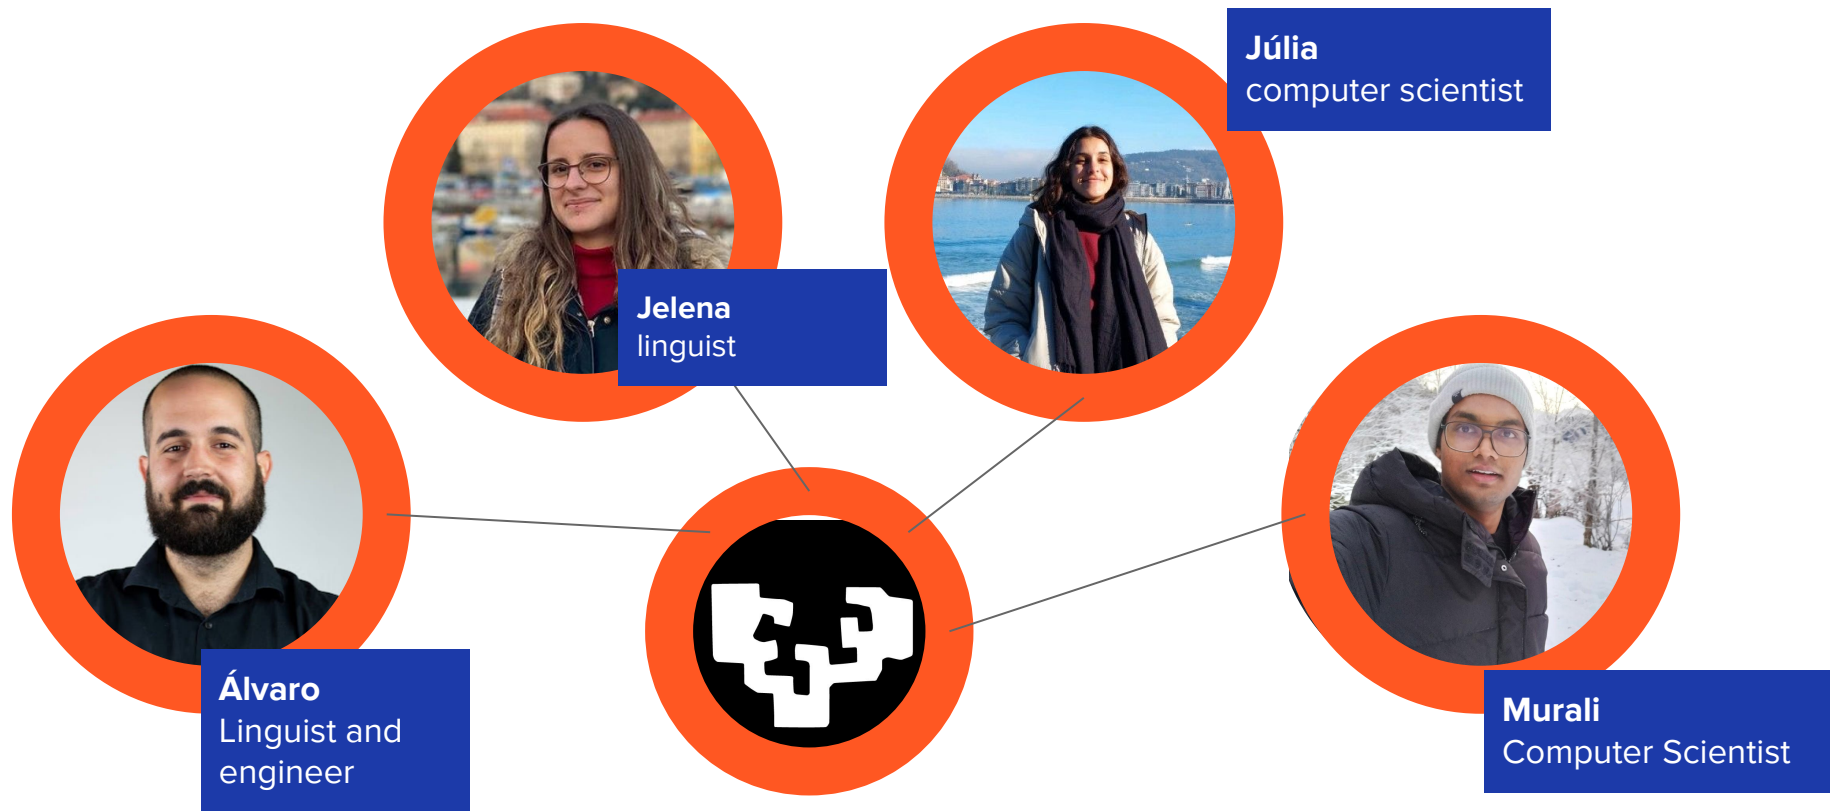 Júlia
computer scientist
Jelena
linguist
Álvaro
Linguist and
engineer
Murali
Computer Scientist